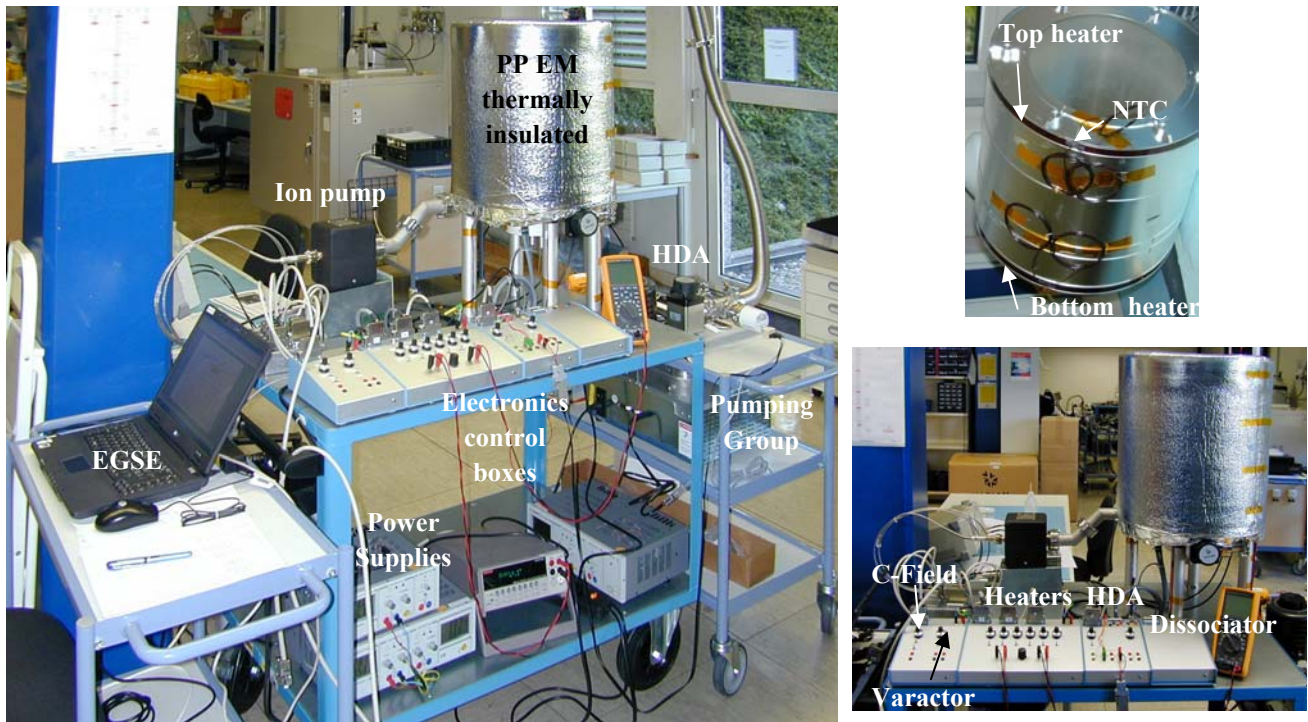 PP EM
thermally
insulated
Ion pump
HDA
Electronics
control
boxes
Pumping
Group
EGSE
Power
Supplies
Top heater
NTC
Bottom heater
C-Field
Heaters HDA
Dissociator
Varactor